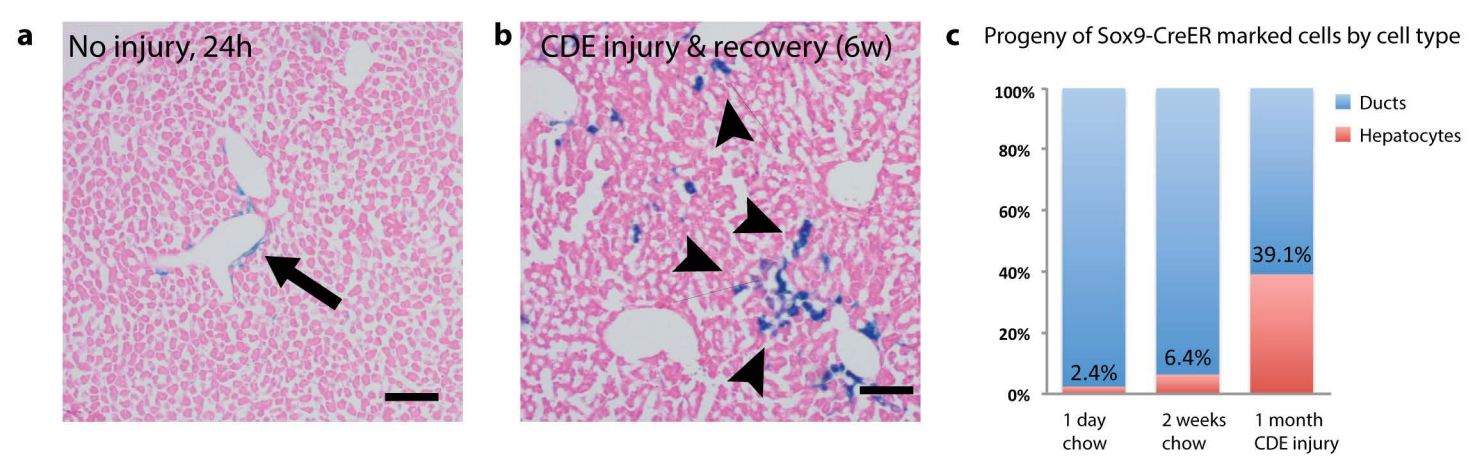 a
No injury, 24h
b
CDE injury & recovery (6w)
c
Progeny of Sox9-CreER marked cells by cell type
100%
80%
60%
40%
20%
0%
2.4%
6.4%
39.1%
Ducts
Hepatocytes
1 day
chow
2 weeks
chow
1 month
CDE injury